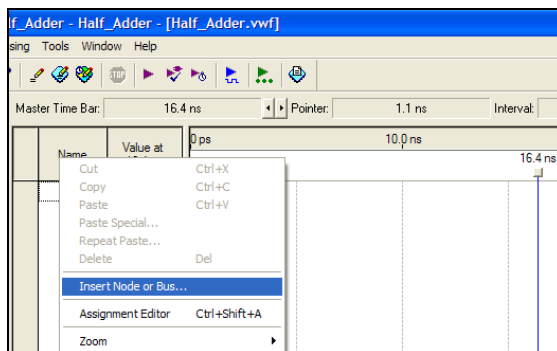 lf_Adder - Half_Adder - [Half_Adder.vwf]
sing Tools Window Help
STOP
Master Time Bar: 16.4 ns Pointer: 1.1 ns Interval:
0 ps 10.0 ns
Name Value at
16.4 ns
Cut Ctrl+X
Copy Ctrl+C
Paste Ctrl+V
Paste Special...
Repeat Paste...
Delete Del
Insert Node or Bus...
Assignment Editor Ctrl+Shift+A
Zoom